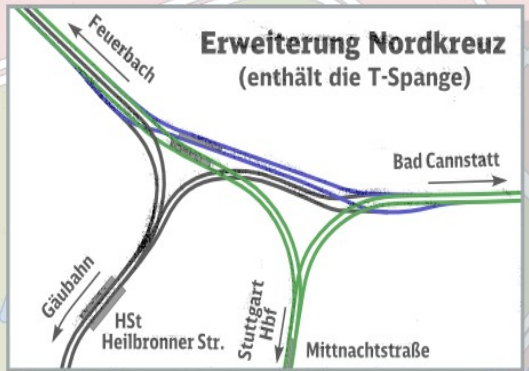 Erweiterung Nordkreuz
(enthält die T-Spange)
Feuerbach
Bad Cannstatt
Gäubahn
HSt
Heilbronner Str.
Stuttgart
Hbf
Mittnachtstraße